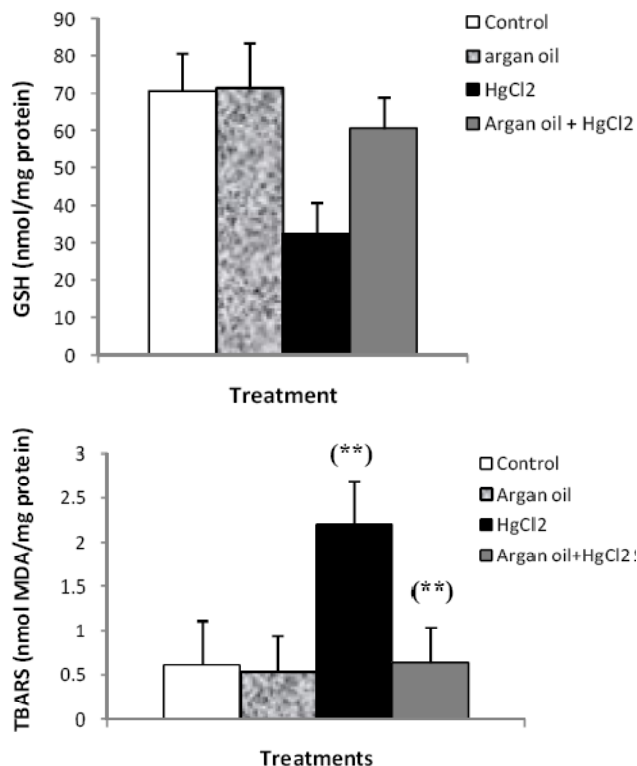 GSH (nmol/mg protein)
90
80
70
60
50
40
30
20
10
0
Control
argan oil
HgCl2
Argan oil + HgCl2
Treatment
TBARS (nmol MDA/mg protein)
3
2.5
2
1.5
1
0.5
0
(**)
(**)
Control
Argan oil
HgCl2
Argan oil+HgCl2
Treatments